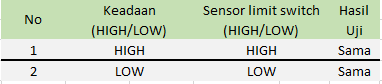 No Keadaan (HIGH/LOW) Sensor limit switch (HIGH/LOW) Hasil Uji
1 HIGH HIGH Sama
2 LOW LOW Sama